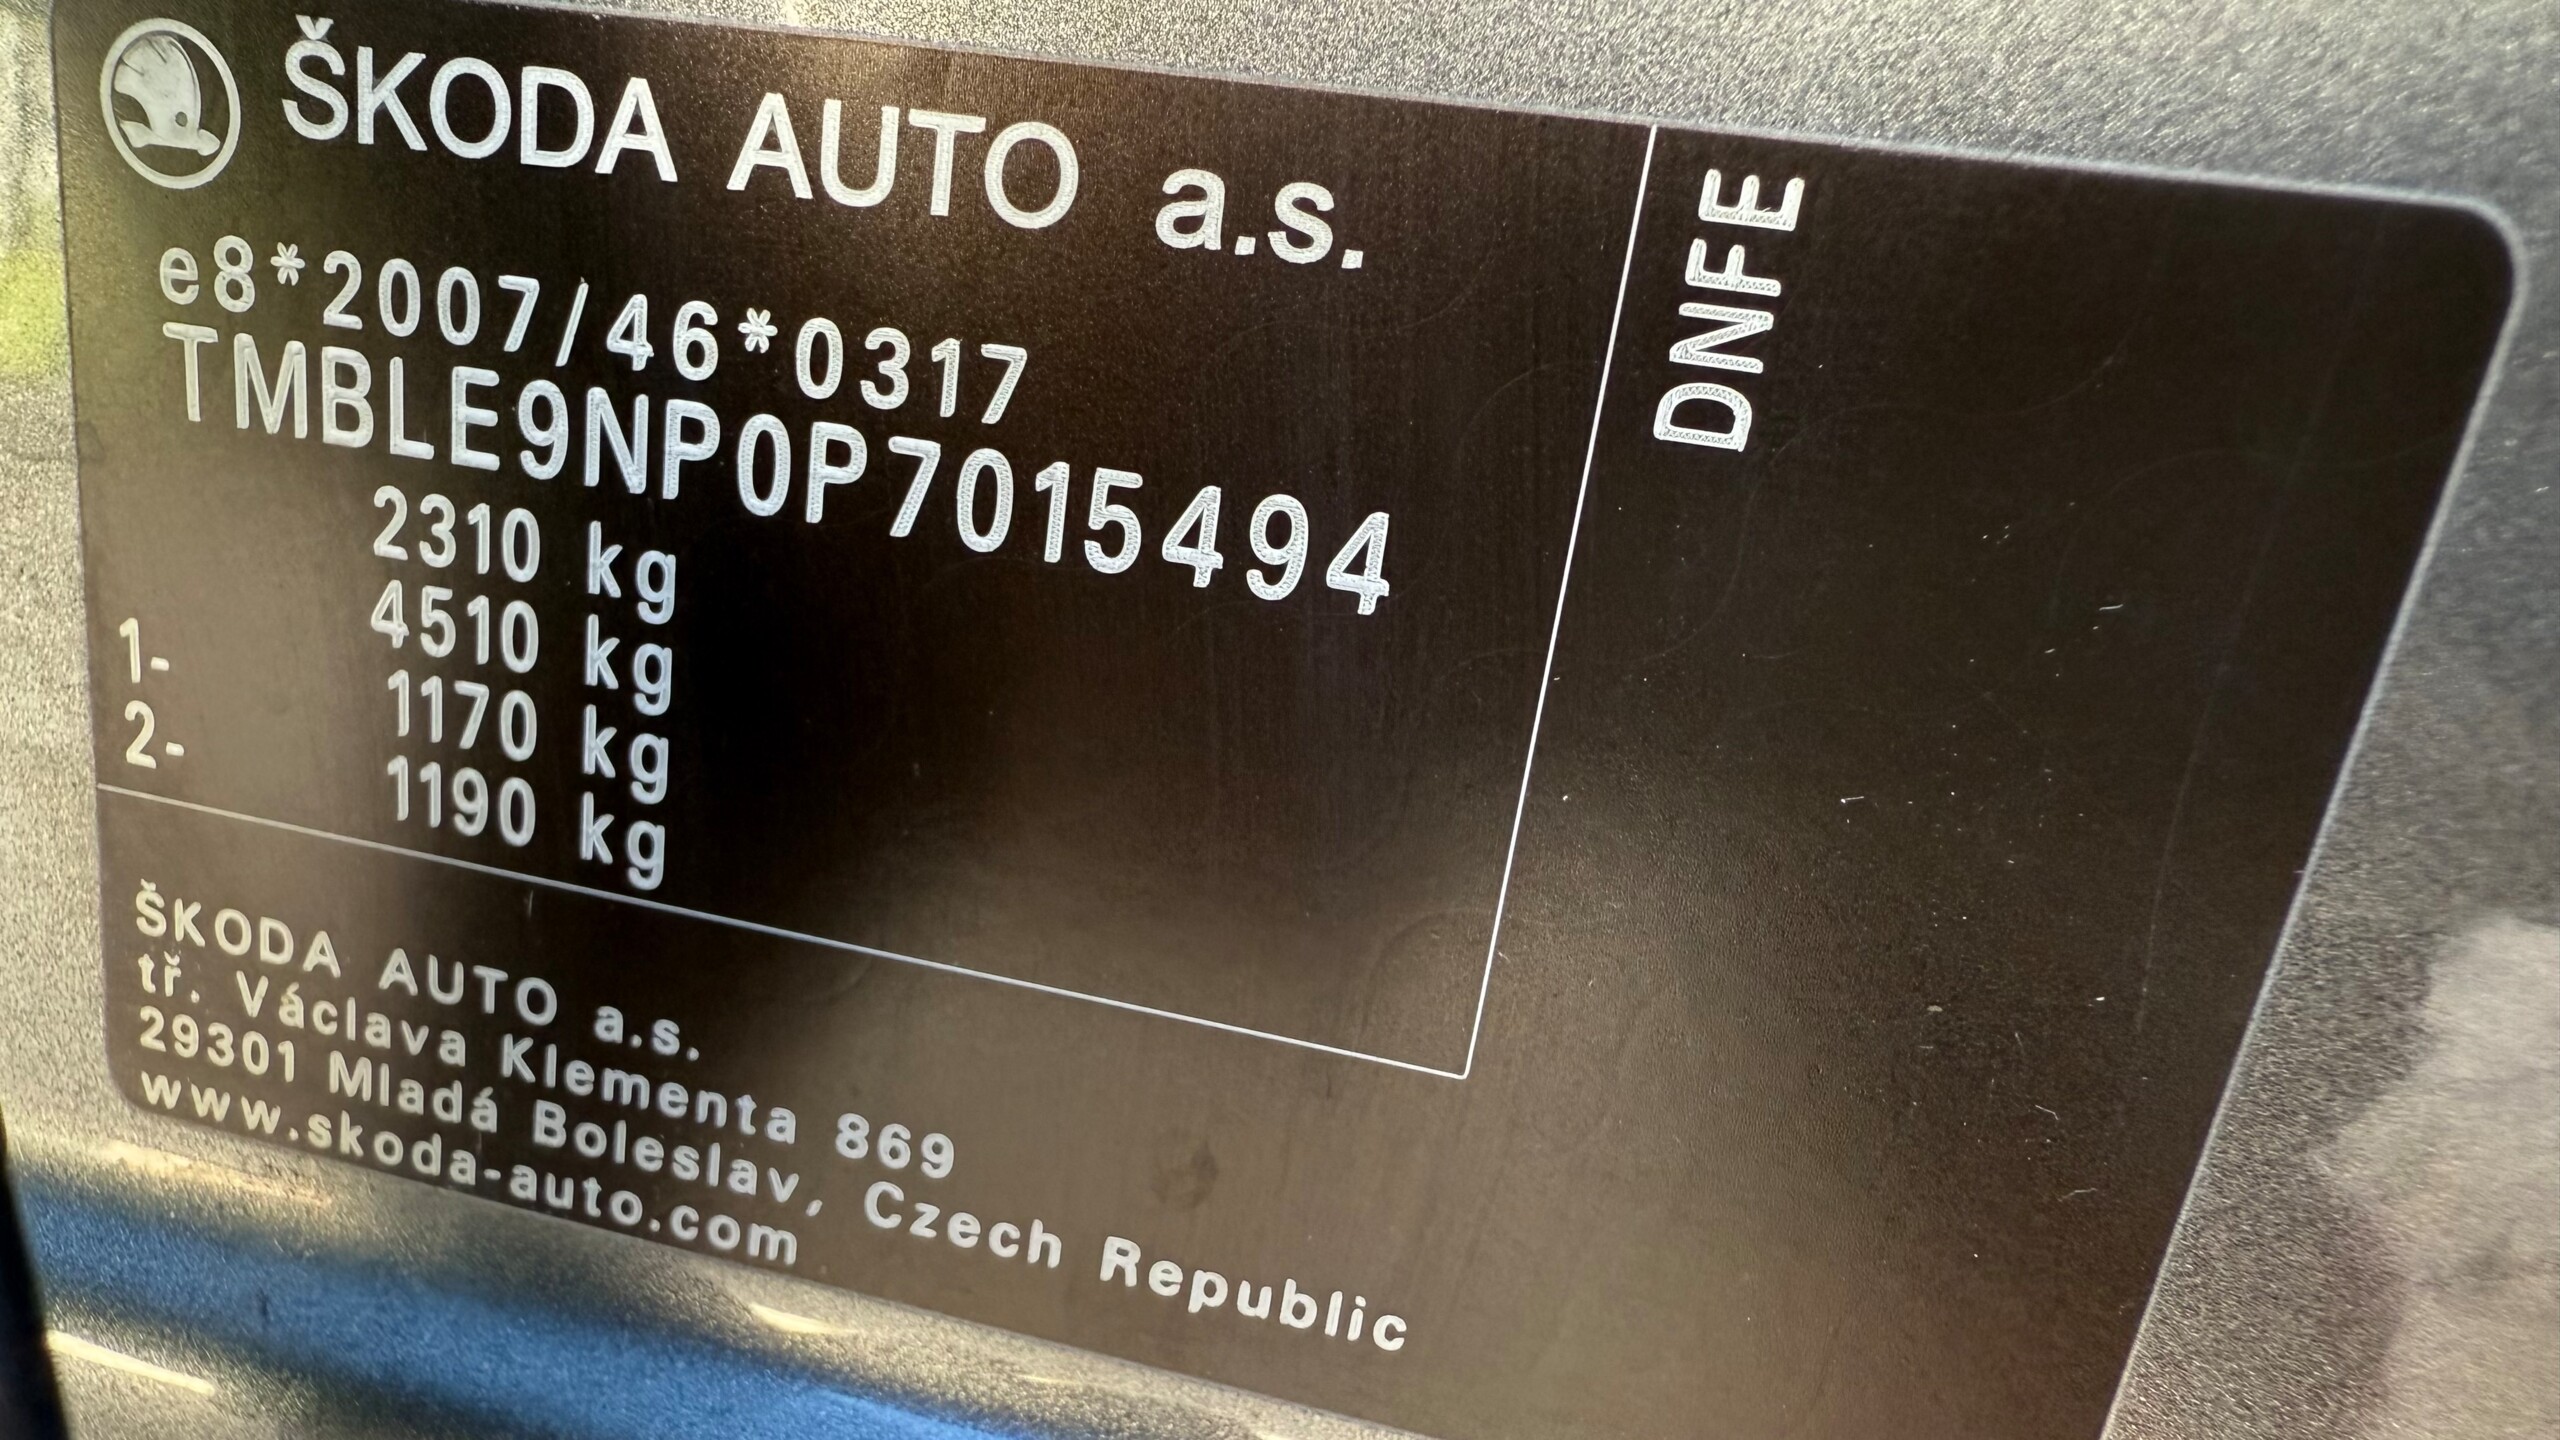 ŠKODA AUTO a.s.
e8*2007/46*0317
TMBLE9NP0P7015494
2310 kg
4510 kg
1- 1170 kg
2- 1190 kg
ŠKODA AUTO a.s.
tř. Václava Klementa 869
29301 Mladá Boleslav, Czech Republic
www.skoda-auto.com
DNFE